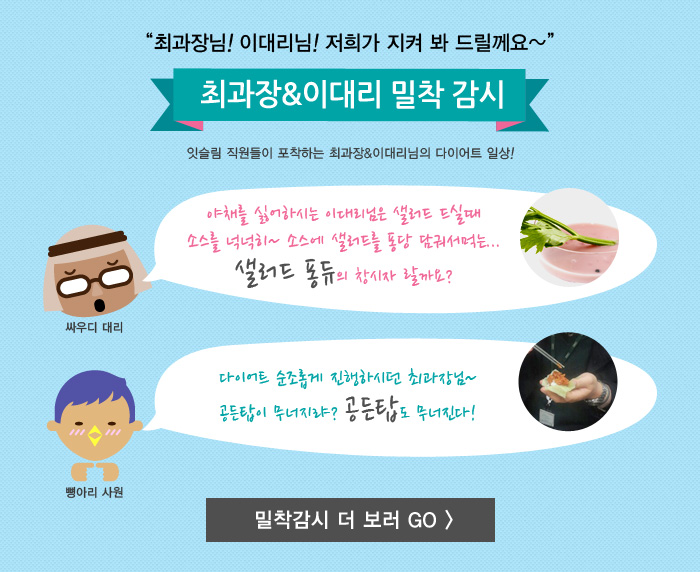 “최과장님! 이대리님! 저희가 지켜 봐 드릴께요~”
최과장&이대리 밀착 감시
잇슬림 직원들이 포착하는 최과장&이대리님의 다이어트 일상!
야채를 싫어하시는 이대리님은 샐러드 드실때
소스를 넉넉히~ 소스에 샐러드를 퐁당 담궈서먹는...
샐러드 퐁듀의 창시자 랄까요?
싸우디 대리
다이어트 순조롭게 진행하시던 최과장님~
공든탑이 무너지랴? 공든탑도 무너진다!
삥아리 사원
밀착감시 더 보러 GO 〉